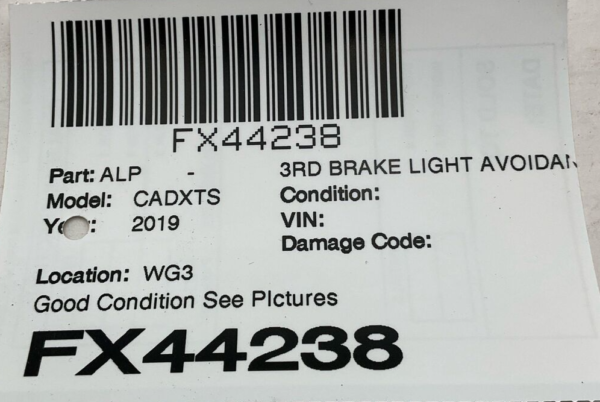 FX44238
Part: ALP - 3RD BRAKE LIGHT AVOIDAN
Model: CADXTS Condition:
Year: 2019 VIN:
Damage Code:
Location: WG3
Good Condition See PIctures
FX44238